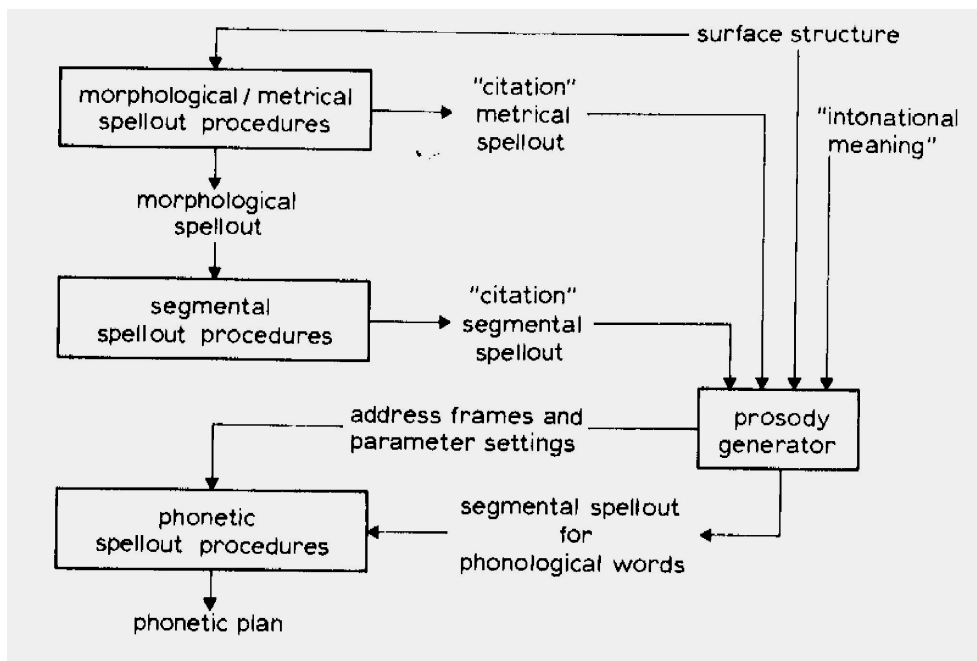 surface structure
morphological / metrical
spellout procedures
"citation"
metrical
spellout
"intonational
meaning"
morphological
spellout
segmental
spellout procedures
"citation"
segmental
spellout
address frames and
parameter settings
prosody
generator
phonetic
spellout procedures
segmental spellout
for
phonological words
phonetic plan